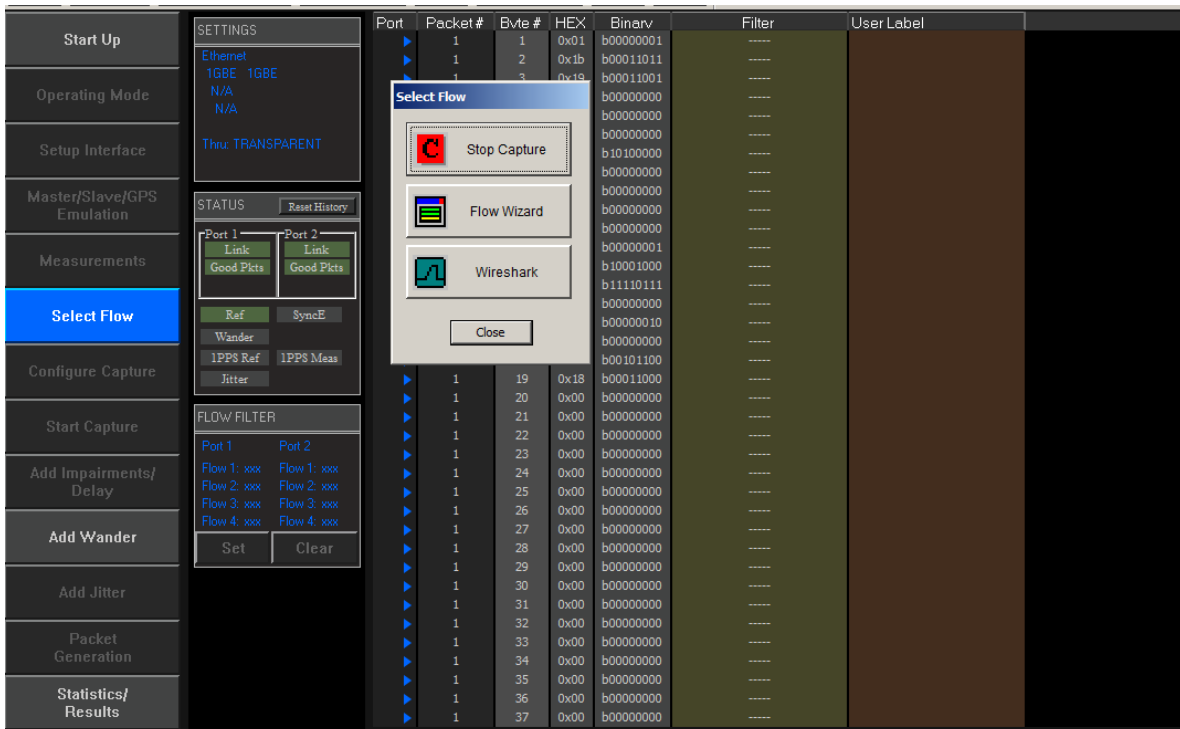 Start Up
Operating Mode
Setup Interface
Master/Slave/GPS
Emulation
Measurements
Select Flow
Configure Capture
Start Capture
Add Impairments/
Delay
Add Wander
Add Jitter
Packet
Generation
Statistics/
Results
SETTINGS
Ethernet
1GBE 1GBE
N/A
N/A
Thru: TRANSPARENT
STATUS Reset History
Port 1 Port 2
Link Link
Good Pkts Good Pkts
Ref SyncE
Wander
1PPS Ref 1PPS Meas
Jitter
FLOW FILTER
Port 1 Port 2
Flow 1: xxx Flow 1: xxx
Flow 2: xxx Flow 2: xxx
Flow 3: xxx Flow 3: xxx
Flow 4: xxx Flow 4: xxx
Set Clear
Port Packet # Byte # HEX Binary Filter User Label
1 1 0x01 b00000001 -----
1 2 0x1b b00011011 -----
1 3 0x19 b00011001 -----
b00000000 -----
b00000000 -----
b00000000 -----
b10100000 -----
b00000000 -----
b00000000 -----
b00000000 -----
b00000000 -----
b00000001 -----
b10001000 -----
b11110111 -----
b00000000 -----
b00000010 -----
b00000000 -----
b00101100 -----
1 19 0x18 b00011000 -----
1 20 0x00 b00000000 -----
1 21 0x00 b00000000 -----
1 22 0x00 b00000000 -----
1 23 0x00 b00000000 -----
1 24 0x00 b00000000 -----
1 25 0x00 b00000000 -----
1 26 0x00 b00000000 -----
1 27 0x00 b00000000 -----
1 28 0x00 b00000000 -----
1 29 0x00 b00000000 -----
1 30 0x00 b00000000 -----
1 31 0x00 b00000000 -----
1 32 0x00 b00000000 -----
1 33 0x00 b00000000 -----
1 34 0x00 b00000000 -----
1 35 0x00 b00000000 -----
1 36 0x00 b00000000 -----
1 37 0x00 b00000000 -----
Select Flow
C Stop Capture
Flow Wizard
Wireshark
Close